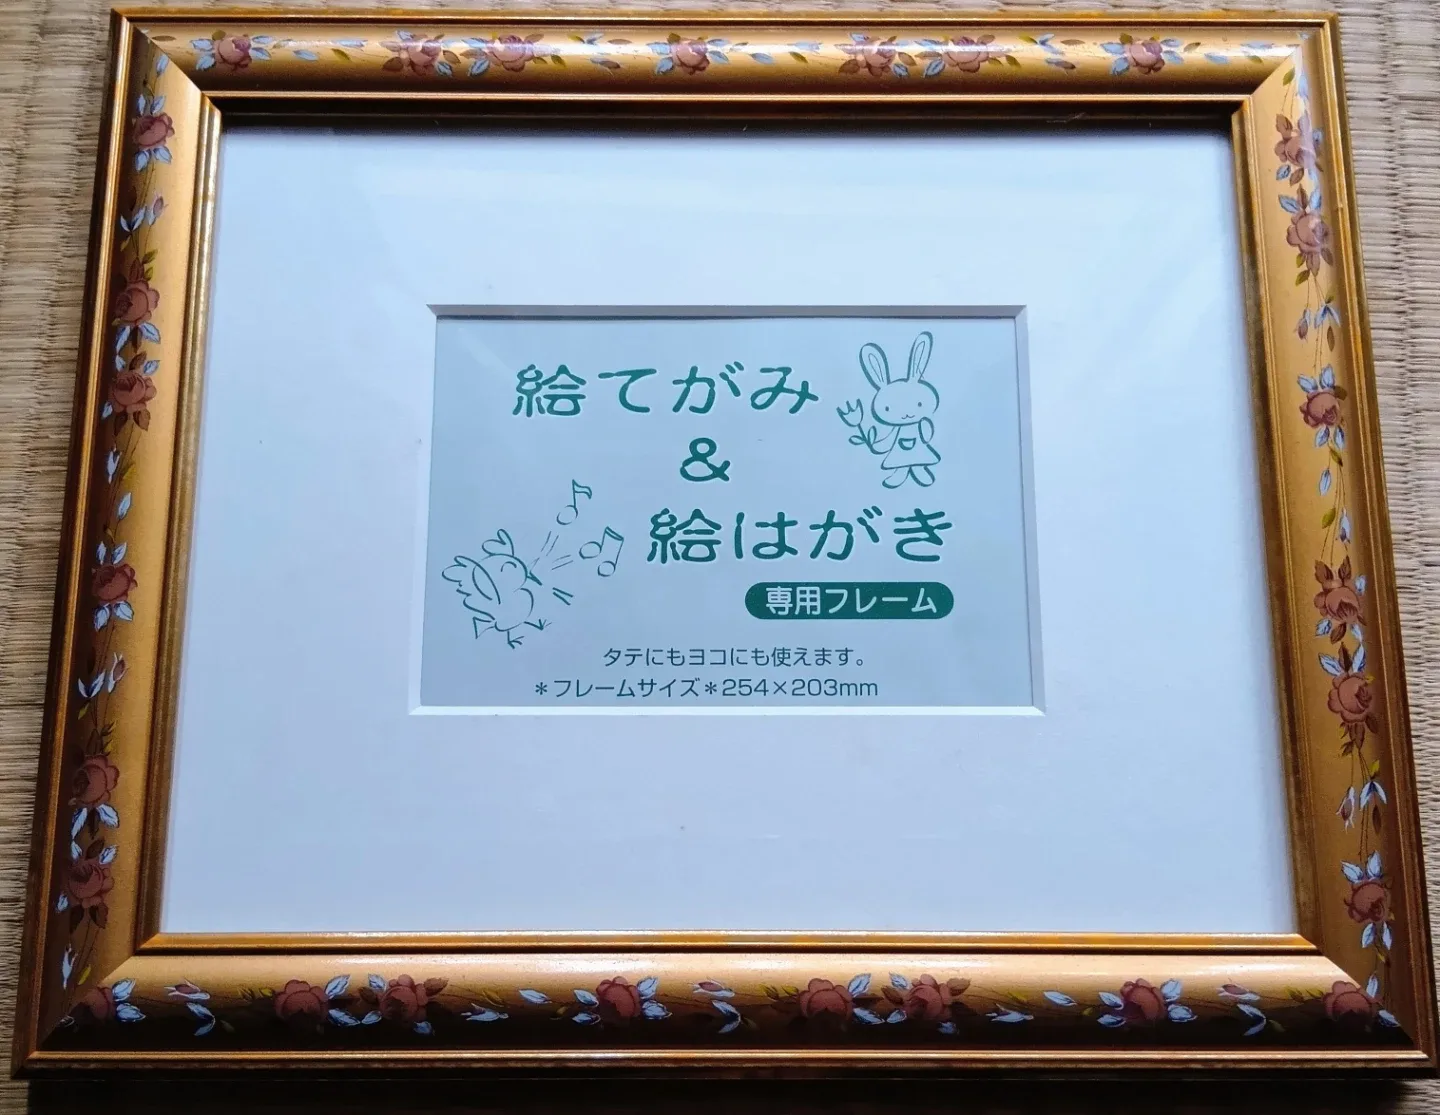 絵てがみ
&
絵はがき
専用フレーム
タテにもヨコにも使えます。
＊フレームサイズ＊254×203mm